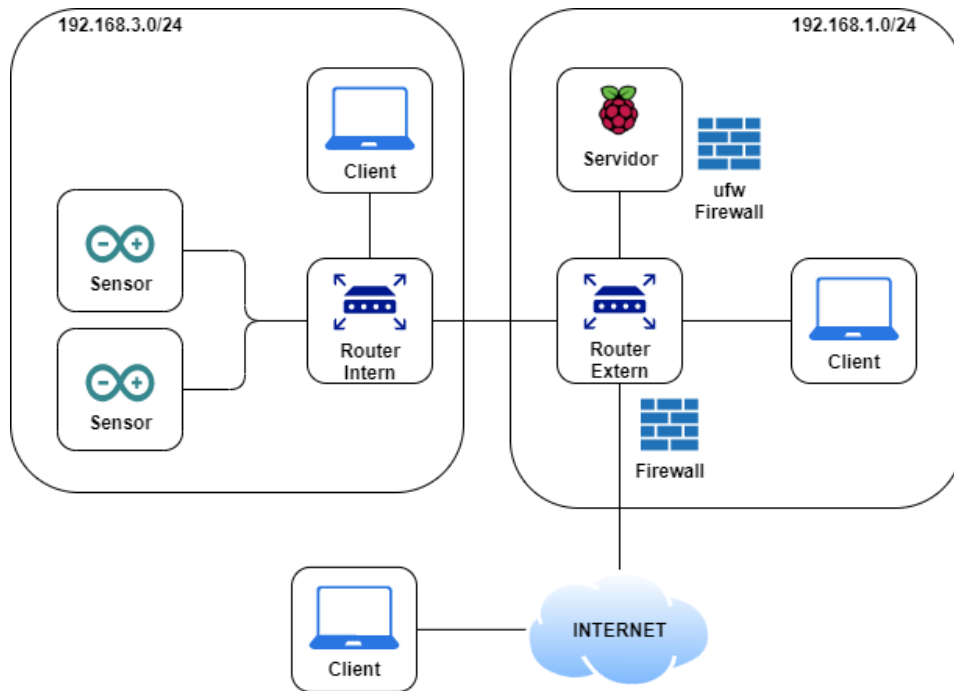 192.168.3.0/24
192.168.1.0/24
Client
Servidor
ufw
Firewall
Sensor
Router
Intern
Router
Extern
Client
Sensor
Firewall
INTERNET
Client